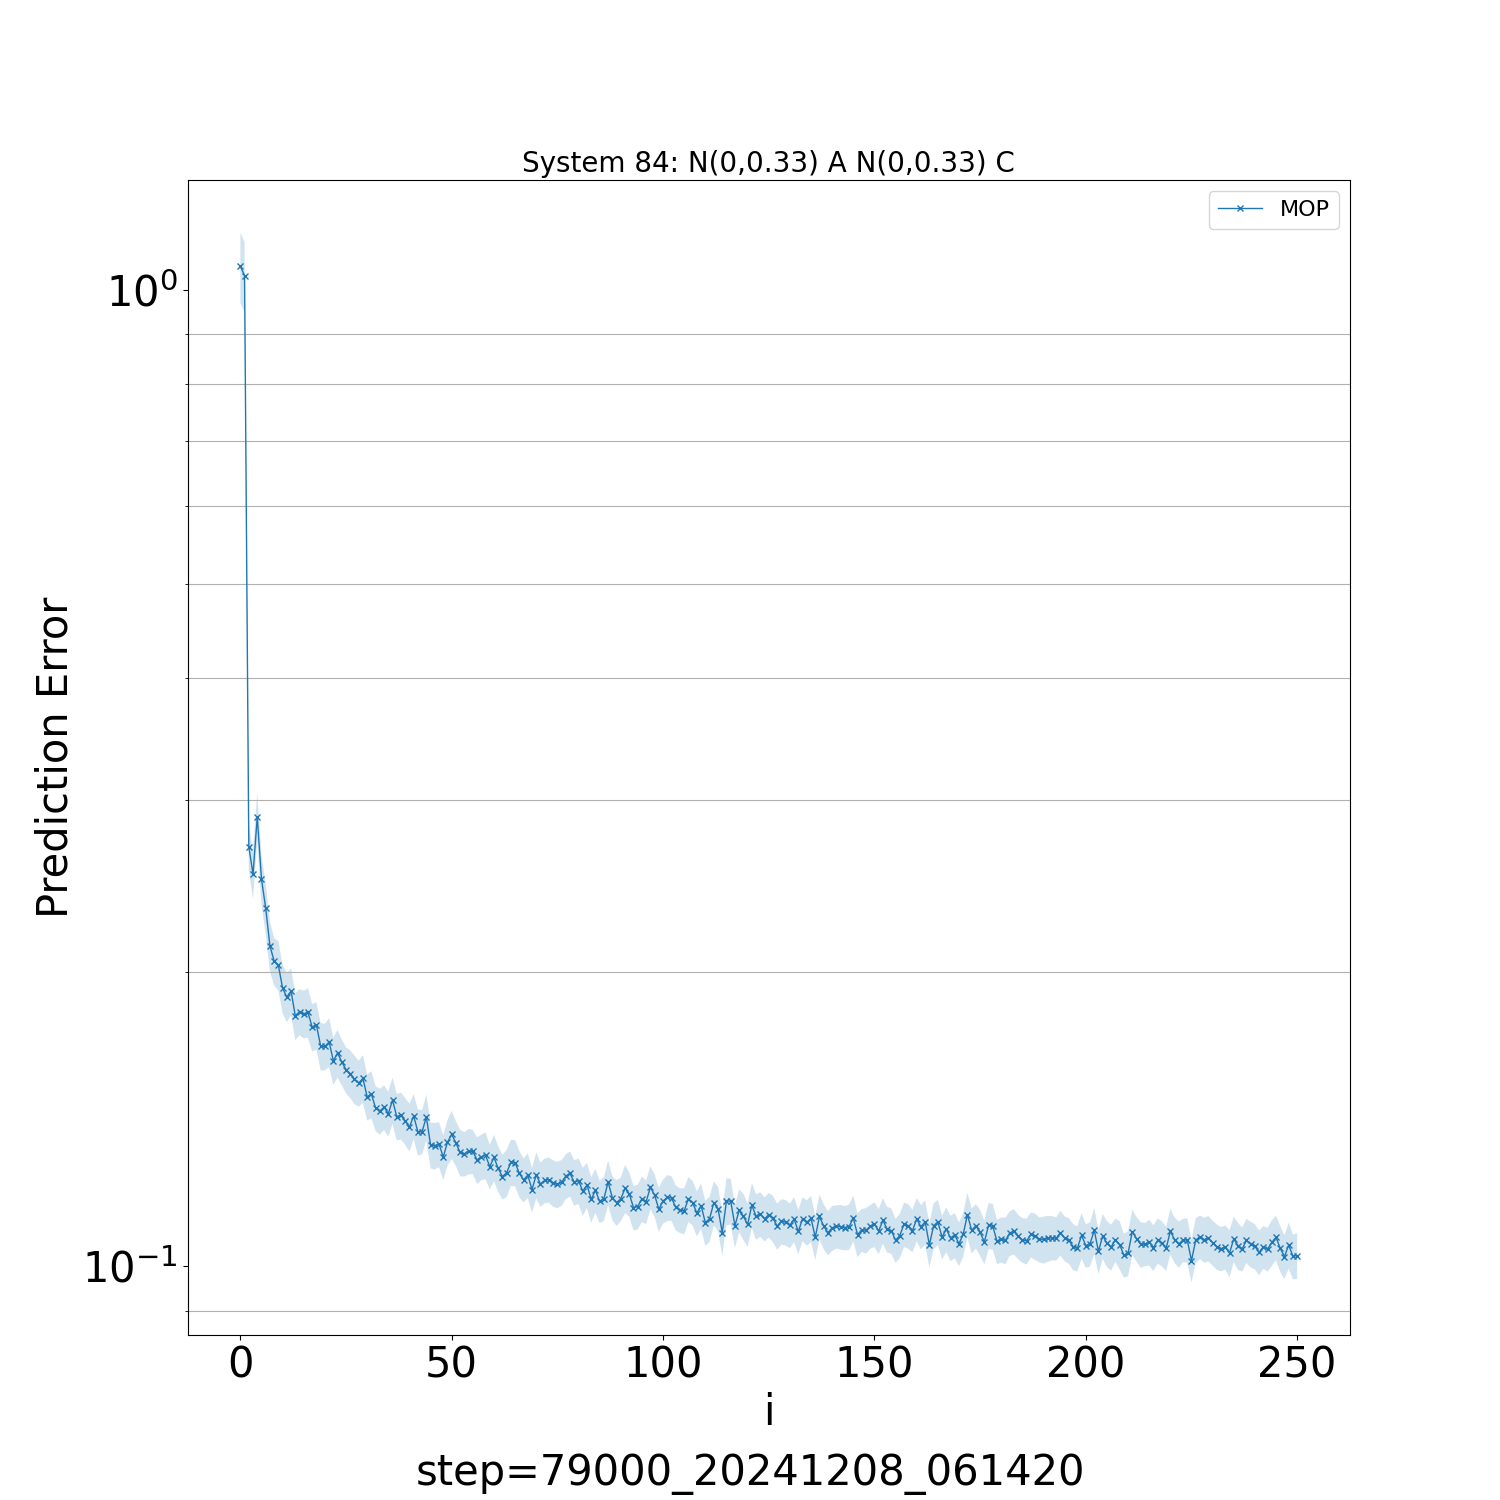 System 84: N(0,0.33) A N(0,0.33) C
MOP
10⁰
10⁻¹
Prediction Error
0 50 100 150 200 250
i
step=79000_20241208_061420